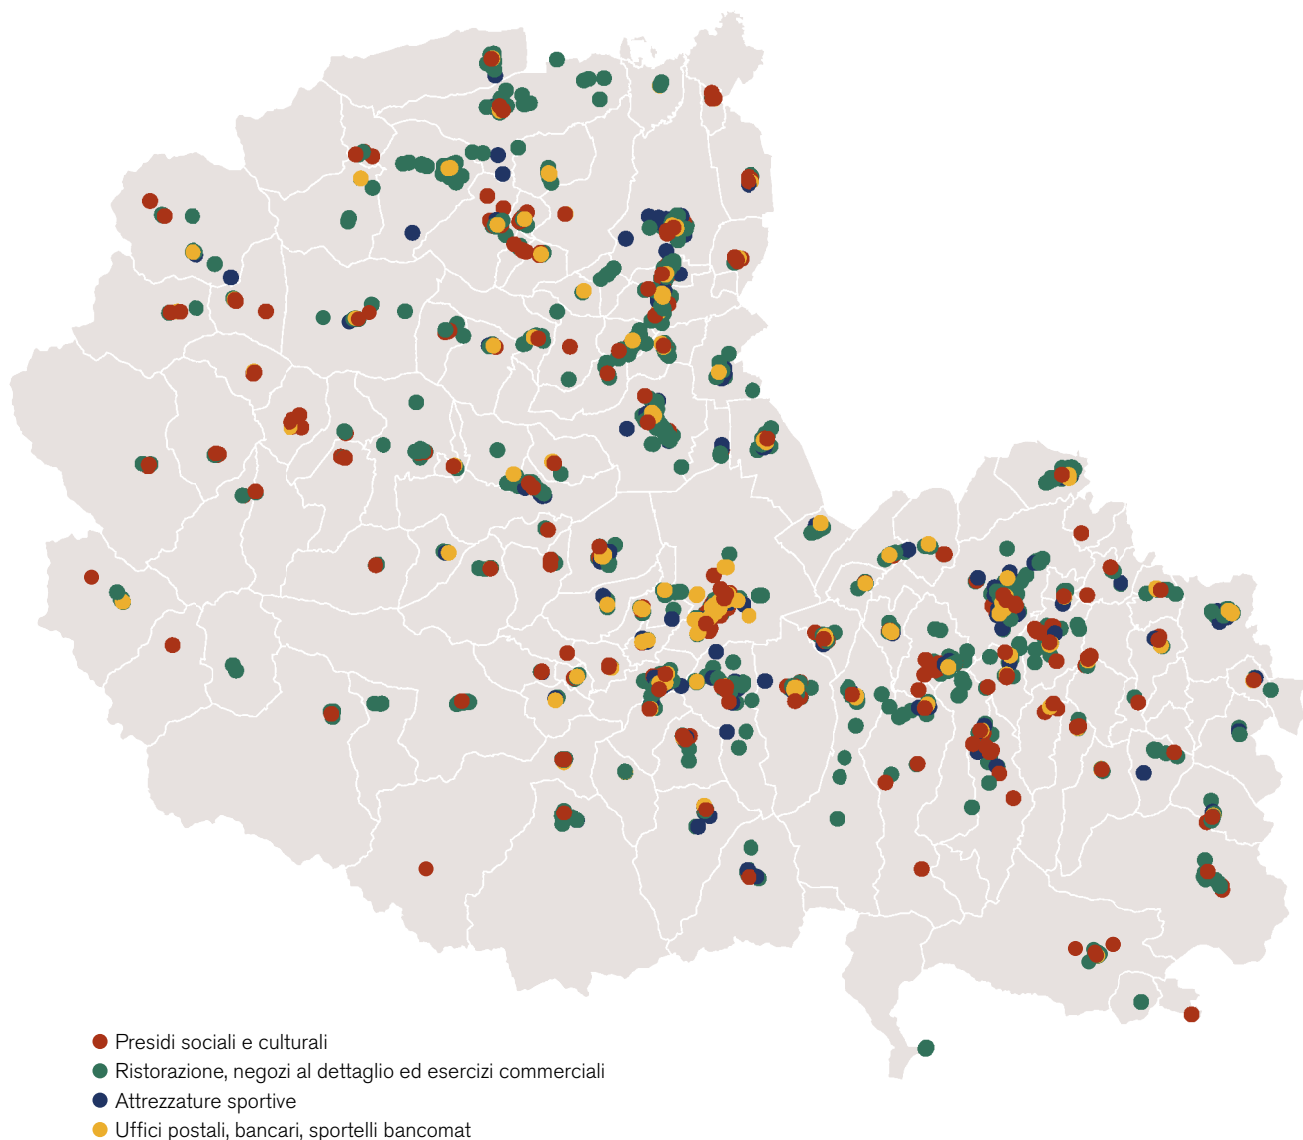 Presidi sociali e culturali
Ristorazione, negozi al dettaglio ed esercizi commerciali
Attrezzature sportive
Uffici postali, bancari, sportelli bancomat